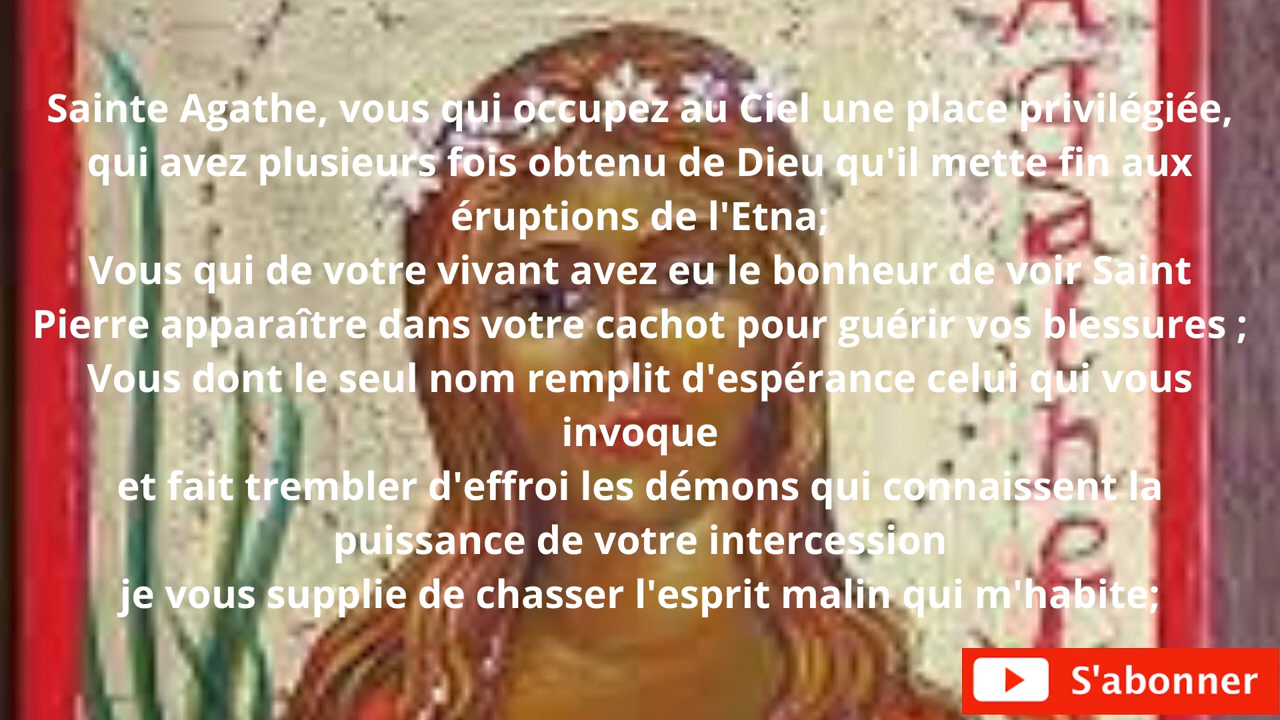 Sainte Agathe, vous qui occupez au Ciel une place privilégiée,
qui avez plusieurs fois obtenu de Dieu qu'il mette fin aux
éruptions de l'Etna;
Vous qui de votre vivant avez eu le bonheur de voir Saint
Pierre apparaître dans votre cachot pour guérir vos blessures ;
Vous dont le seul nom remplit d'espérance celui qui vous
invoque
et fait trembler d'effroi les démons qui connaissent la
puissance de votre intercession
je vous supplie de chasser l'esprit malin qui m'habite;
S'abonner